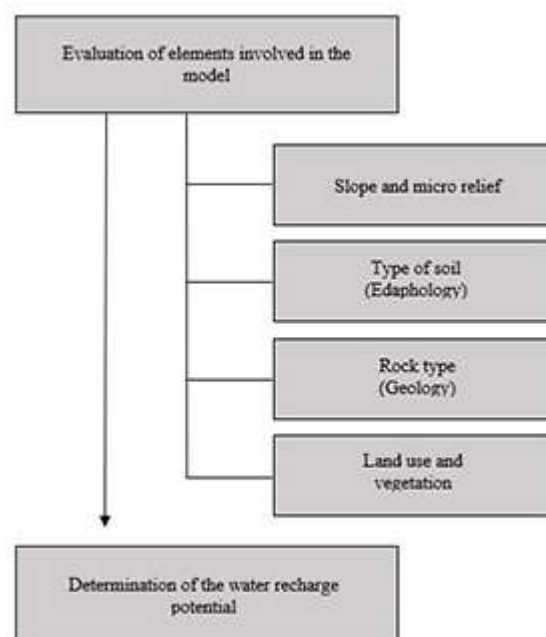 Evaluation of elements involved in the
model
Slope and micro relief
Type of soil
(Edaphology)
Rock type
(Geology)
Land use and
vegetation
Determination of the water recharge
potential